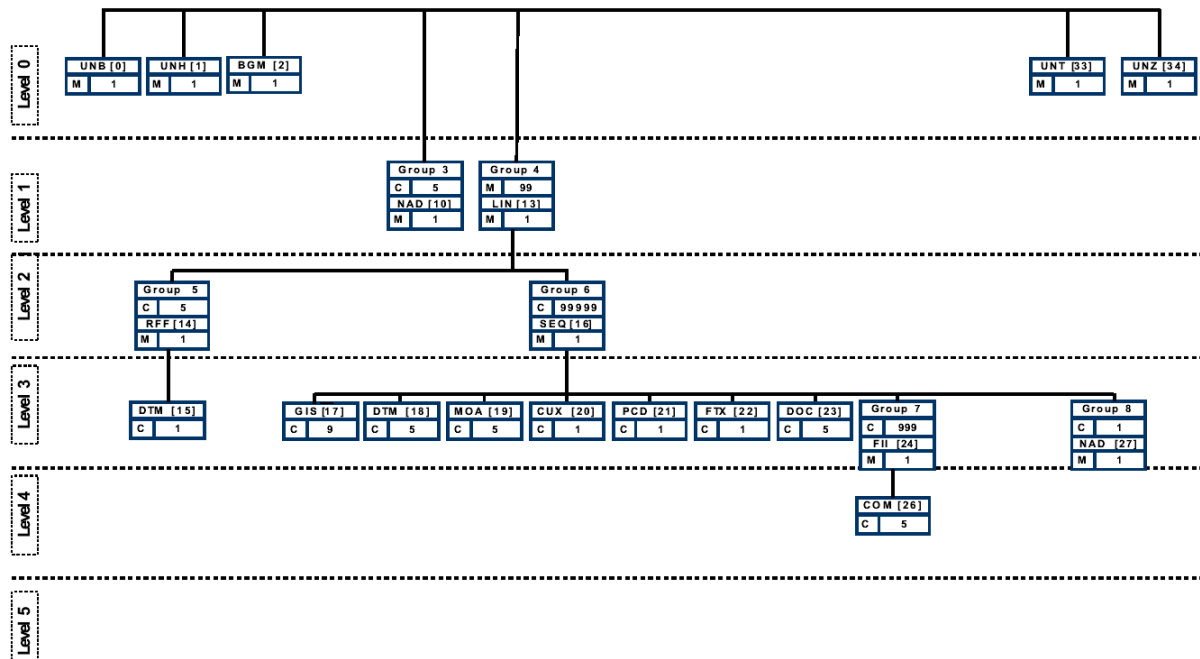 Level 0
UNB [0]
M 1
UNH [1]
M 1
BGM [2]
M 1
UNT [33]
M 1
UNZ [34]
M 1
Level 1
Group 3
C 5
NAD [10]
M 1
Group 4
M 99
LIN [13]
M 1
Level 2
Group 5
C 5
RFF [14]
M 1
Group 6
C 99999
SEQ [16]
M 1
Level 3
DTM [15]
C 1
GIS [17]
C 9
DTM [18]
C 5
MOA [19]
C 5
CUX [20]
C 1
PCD [21]
C 1
FTX [22]
C 1
DOC [23]
C 5
Group 7
C 999
FII [24]
M 1
Group 8
C 1
NAD [27]
M 1
Level 4
COM [26]
C 5
Level 5